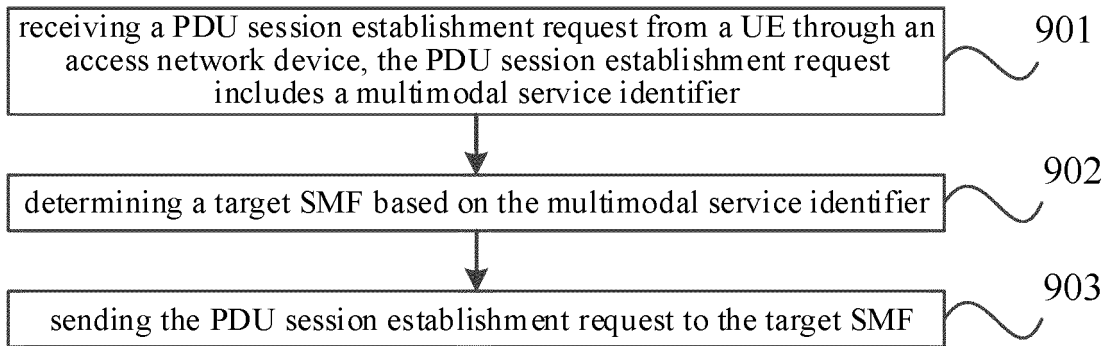 receiving a PDU session establishment request from a UE through an
access network device, the PDU session establishment request
includes a multimodal service identifier
901
determining a target SMF based on the multimodal service identifier
902
sending the PDU session establishment request to the target SMF
903